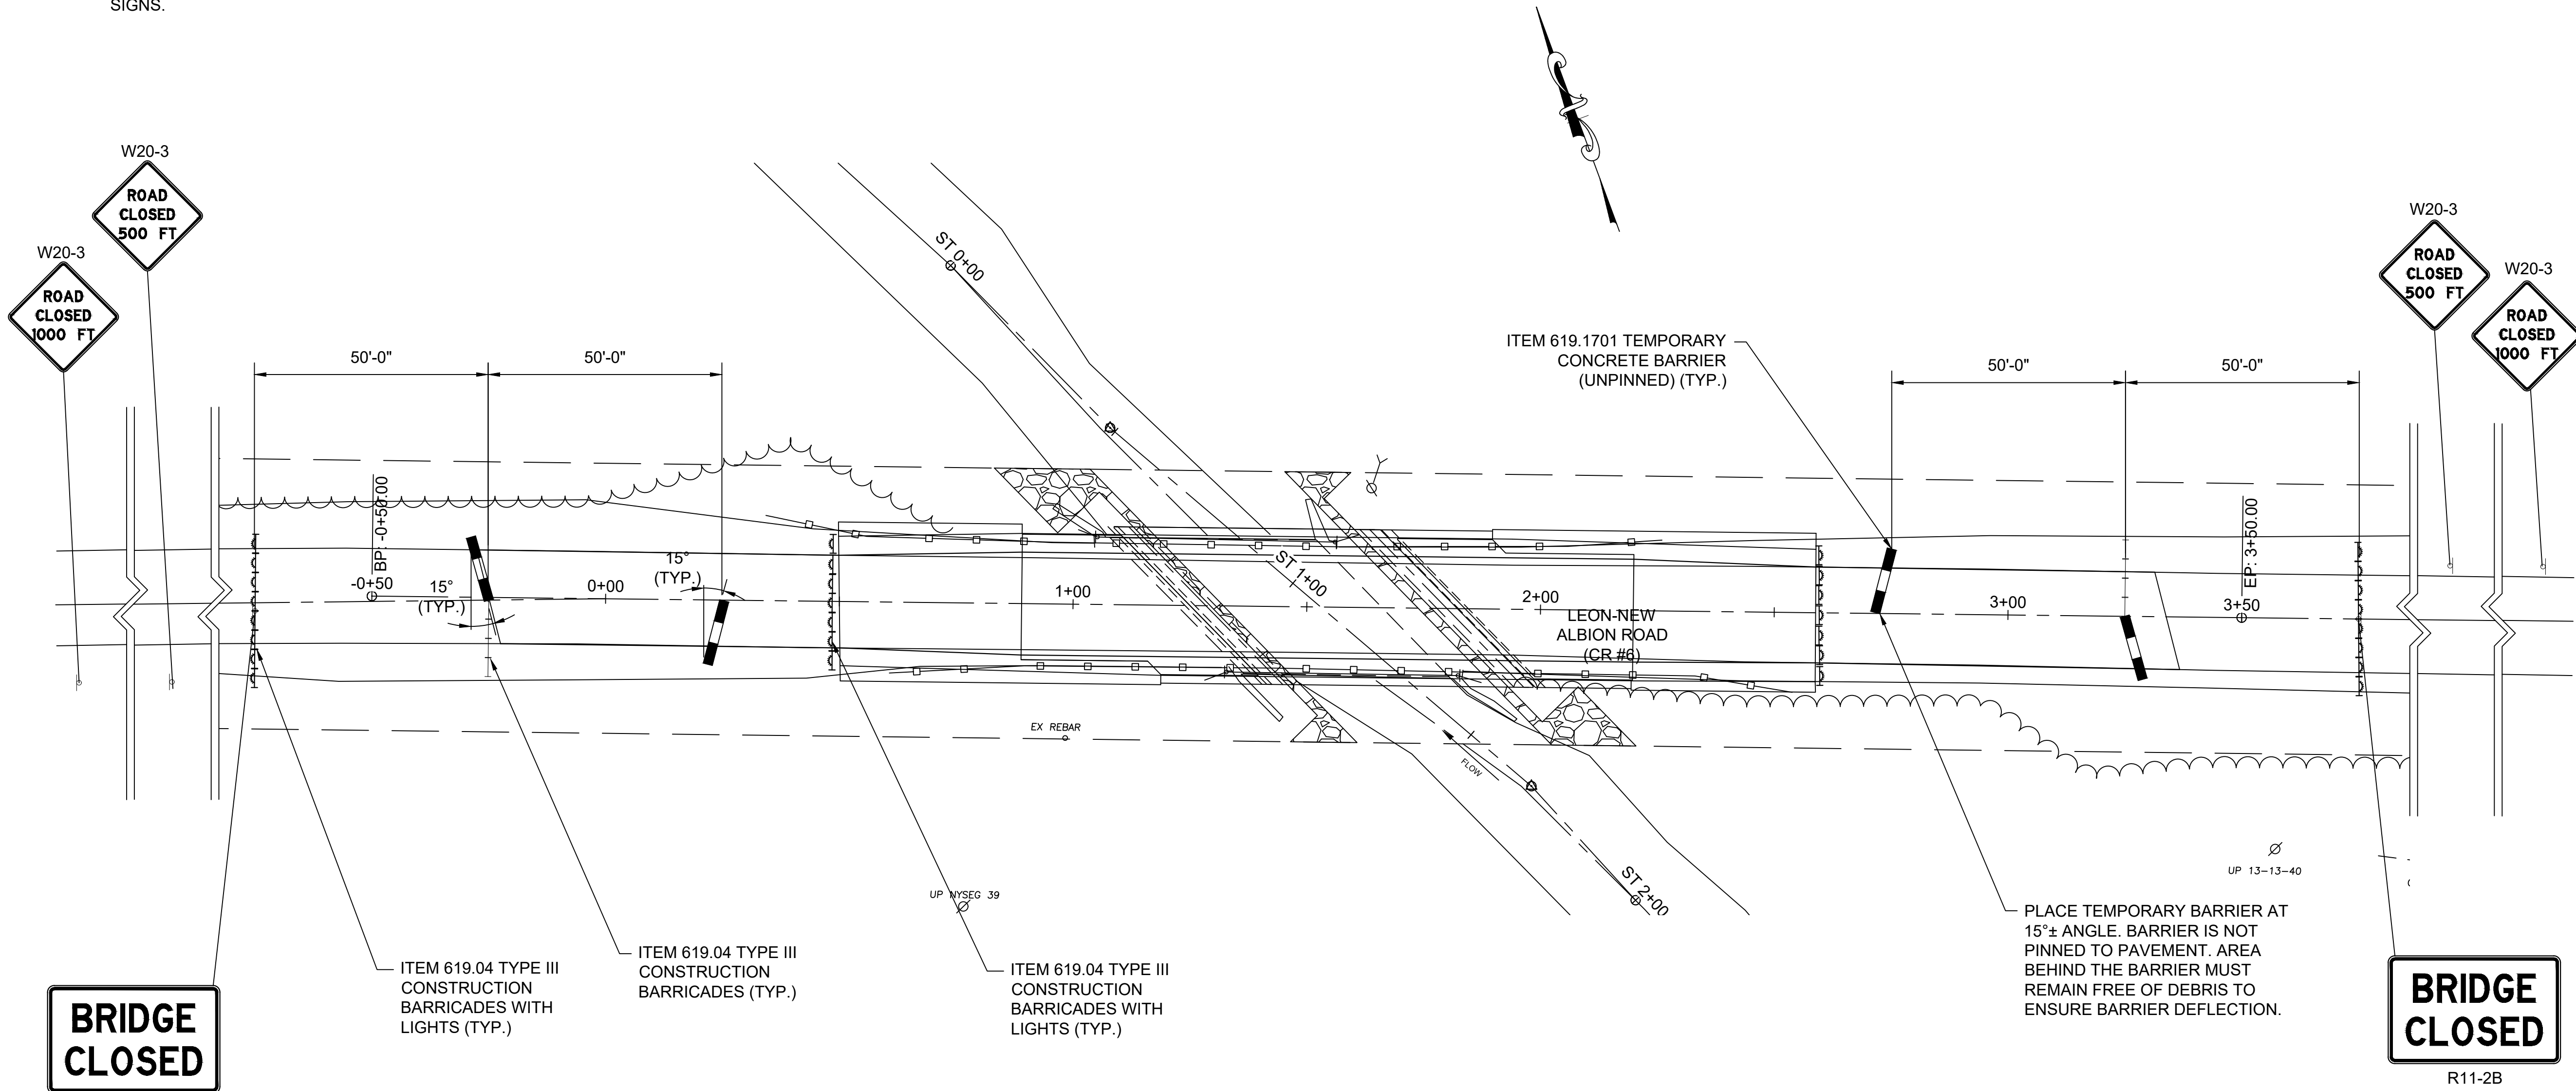 SIGNS.
W20-3
ROAD
CLOSED
500 FT
W20-3
ROAD
CLOSED
1000 FT
W20-3
ROAD
CLOSED
500 FT
W20-3
ROAD
CLOSED
1000 FT
50'-0"
50'-0"
50'-0"
50'-0"
ST 0+00
ITEM 619.1701 TEMPORARY
CONCRETE BARRIER
(UNPINNED) (TYP.)
BP: -0+50.00
-0+50
15°
(TYP.)
0+00
15°
(TYP.)
1+00
ST 1+00
2+00
LEON-NEW
ALBION ROAD
(CR #6)
3+00
EP: 3+50.00
3+50
EX REBAR
FLOW
UP NYSEG 39
ST 2+00
UP 13-13-40
ITEM 619.04 TYPE III
CONSTRUCTION
BARRICADES WITH
LIGHTS (TYP.)
ITEM 619.04 TYPE III
CONSTRUCTION
BARRICADES (TYP.)
ITEM 619.04 TYPE III
CONSTRUCTION
BARRICADES WITH
LIGHTS (TYP.)
PLACE TEMPORARY BARRIER AT
15°± ANGLE. BARRIER IS NOT
PINNED TO PAVEMENT. AREA
BEHIND THE BARRIER MUST
REMAIN FREE OF DEBRIS TO
ENSURE BARRIER DEFLECTION.
BRIDGE
CLOSED
BRIDGE
CLOSED
R11-2B